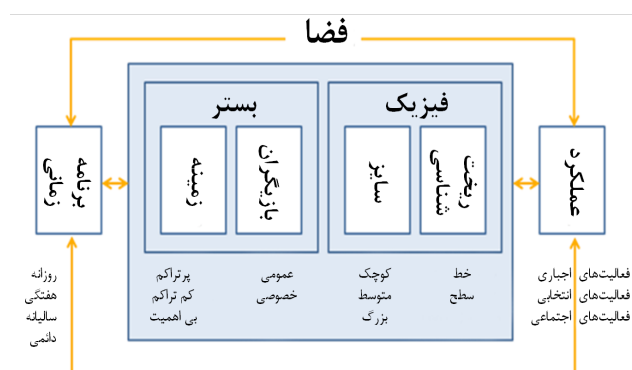 فضا
فیزیک
بستر
عملکرد
ریخت
شناسی
سایز
بازیگران
زمینه
برنامه
زمانی
فعالیت‌های اجباری
فعالیت‌های انتخابی
فعالیت‌های اجتماعی
خط
سطح
کوچک
متوسط
بزرگ
عمومی
خصوصی
پرتراکم
کم تراکم
بی اهمیت
روزانه
هفتگی
سالیانه
دائمی